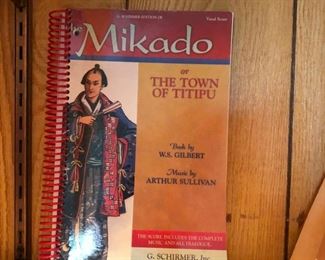 G. SCHIRMER EDITION OF
Vocal Score
The Mikado
or
THE TOWN
OF TITIPU
Book by
W.S. GILBERT
Music by
ARTHUR SULLIVAN
THE SCORE INCLUDES THE COMPLETE
MUSIC AND ALL DIALOGUE
G. SCHIRMER, Inc.